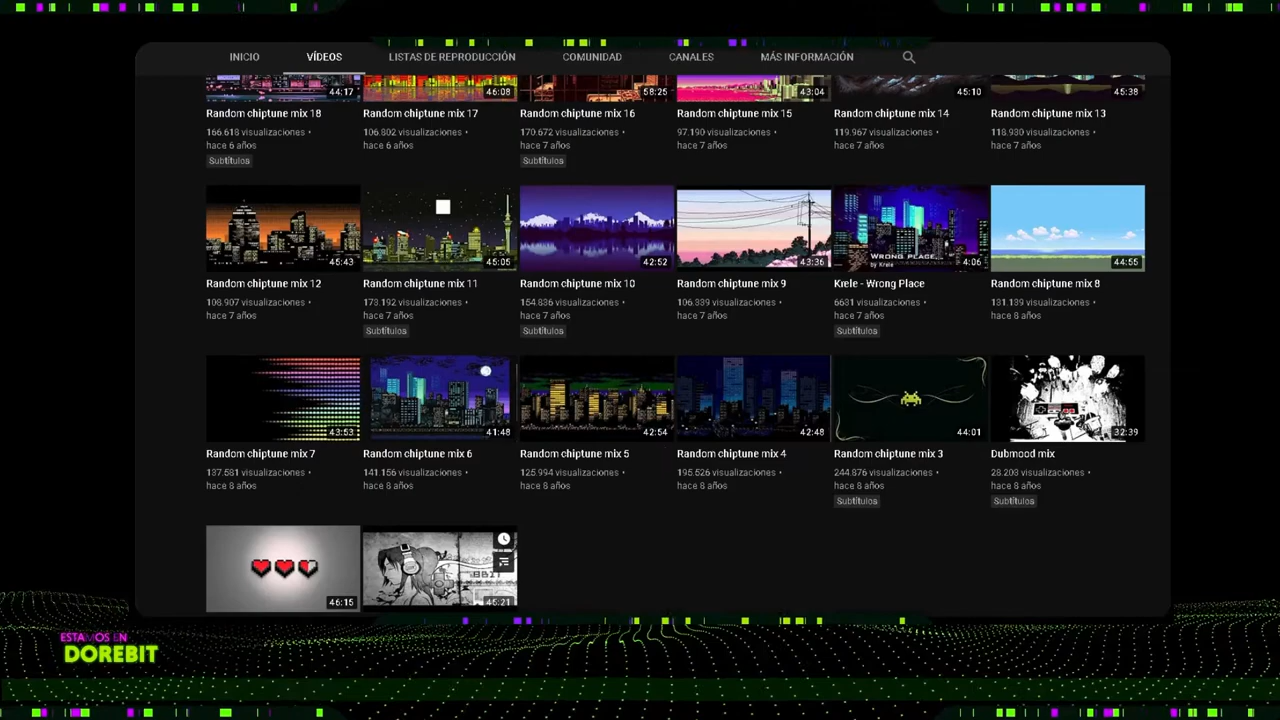 INICIO
VÍDEOS
LISTAS DE REPRODUCCIÓN
COMUNIDAD
CANALES
MÁS INFORMACIÓN
44:17
46:08
58:25
43:04
45:10
45:38
Random chiptune mix 18
Random chiptune mix 17
Random chiptune mix 16
Random chiptune mix 15
Random chiptune mix 14
Random chiptune mix 13
166.618 visualizaciones •
106.802 visualizaciones •
170.672 visualizaciones •
97.190 visualizaciones •
119.967 visualizaciones •
118.930 visualizaciones •
hace 6 años
hace 6 años
hace 7 años
hace 7 años
hace 7 años
hace 7 años
Subtítulos
Subtítulos
WRONG PLACE...
by Krele
45:43
45:05
42:52
43:36
4:06
44:55
Random chiptune mix 12
Random chiptune mix 11
Random chiptune mix 10
Random chiptune mix 9
Krele - Wrong Place
Random chiptune mix 8
108.907 visualizaciones •
173.192 visualizaciones •
154.836 visualizaciones •
106.339 visualizaciones •
6631 visualizaciones •
131.139 visualizaciones •
hace 7 años
hace 7 años
hace 7 años
hace 7 años
hace 7 años
hace 8 años
Subtítulos
Subtítulos
Subtítulos
43:53
41:48
42:54
42:48
44:01
32:39
Random chiptune mix 7
Random chiptune mix 6
Random chiptune mix 5
Random chiptune mix 4
Random chiptune mix 3
Dubmood mix
137.581 visualizaciones •
141.156 visualizaciones •
125.994 visualizaciones •
195.526 visualizaciones •
244.876 visualizaciones •
28.203 visualizaciones •
hace 8 años
hace 8 años
hace 8 años
hace 8 años
hace 8 años
hace 8 años
Subtítulos
Subtítulos
8BIT
46:15
45:21
ESTAMOS EN
DOREBIT